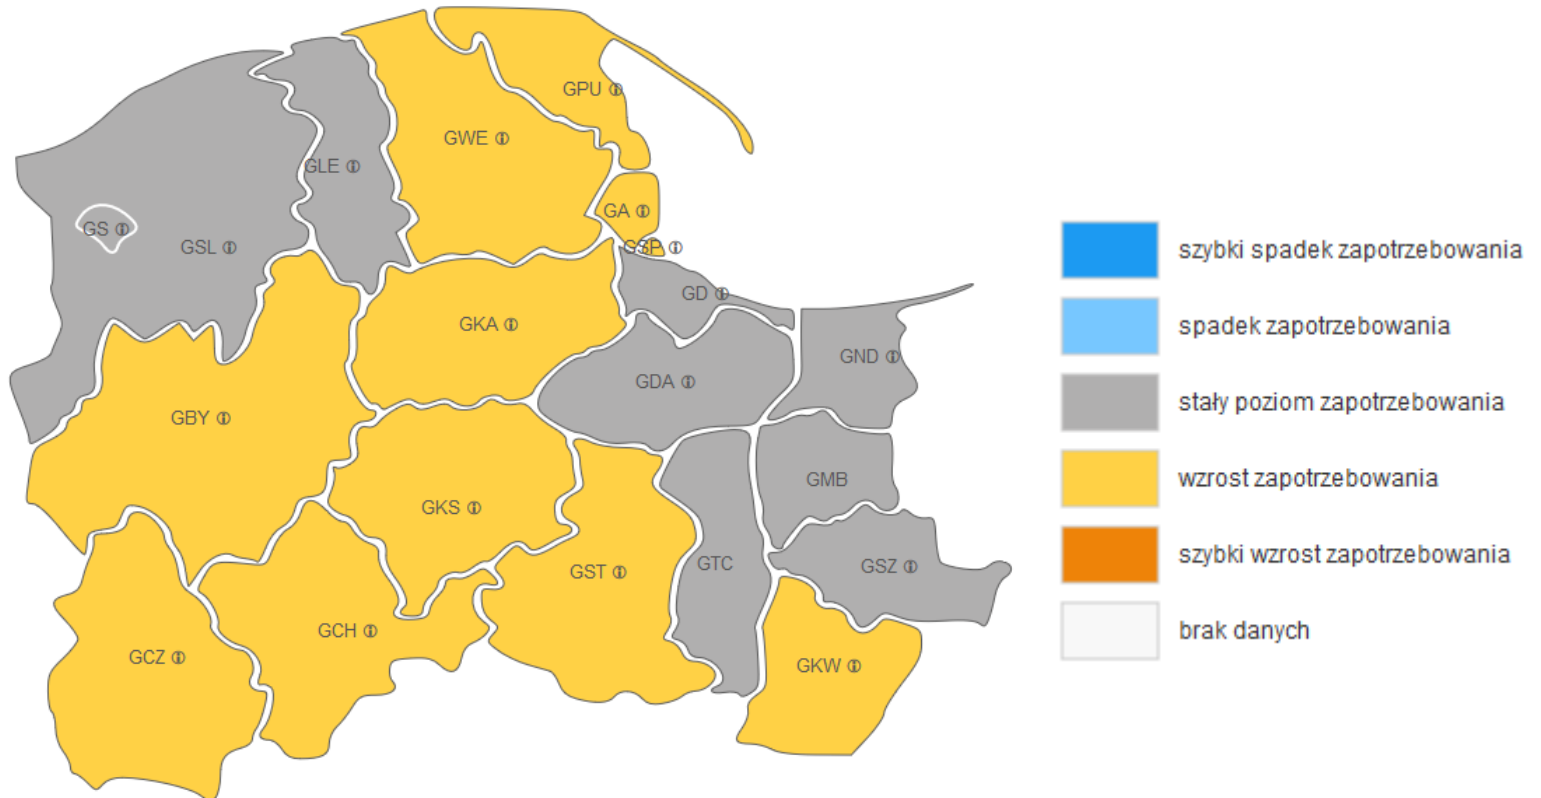 GPU
GWE
GLE
GA
GS
GSL
GSP
GD
GKA
GND
GDA
GBY
GMB
GKS
GTC
GSZ
GST
GCH
GCZ
GKW
szybki spadek zapotrzebowania
spadek zapotrzebowania
stały poziom zapotrzebowania
wzrost zapotrzebowania
szybki wzrost zapotrzebowania
brak danych